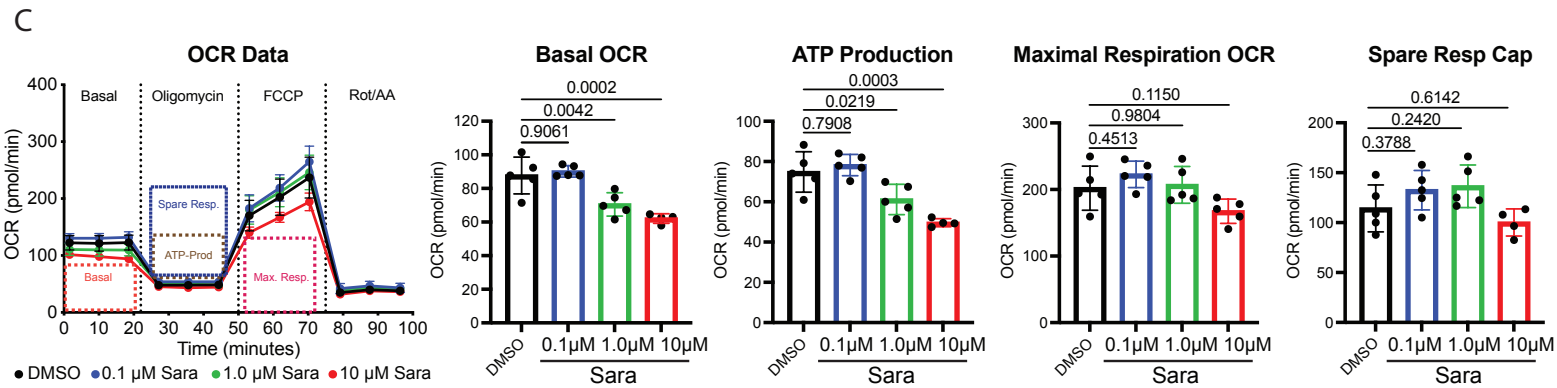 C
OCR Data
OCR (pmol/min)
400
300
200
100
0
Basal
Oligomycin
FCCP
Rot/AA
Spare Resp.
ATP-Prod
Basal
Max. Resp.
0 10 20 30 40 50 60 70 80 90 100
Time (minutes)
DMSO 0.1 µM Sara 1.0 µM Sara 10 µM Sara
Basal OCR
0.0002
0.0042
0.9061
OCR (pmol/min)
120
100
80
60
40
20
0
DMSO 0.1µM 1.0µM 10µM
Sara
ATP Production
0.0003
0.0219
0.7908
OCR (pmol/min)
100
80
60
40
20
0
DMSO 0.1µM 1.0µM 10µM
Sara
Maximal Respiration OCR
0.1150
0.9804
0.4513
OCR (pmol/min)
300
200
100
0
DMSO 0.1µM 1.0µM 10µM
Sara
Spare Resp Cap
0.6142
0.2420
0.3788
OCR (pmol/min)
200
150
100
50
0
DMSO 0.1µM 1.0µM 10µM
Sara